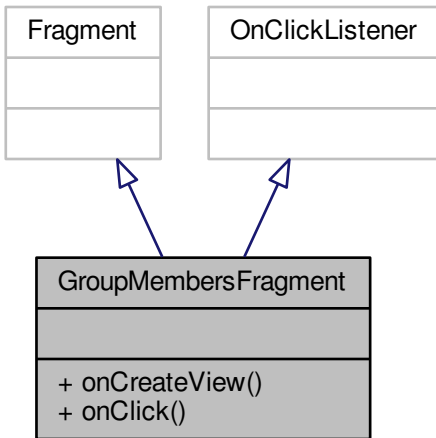 Fragment
OnClickListener
GroupMembersFragment
+ onCreateView()
+ onClick()